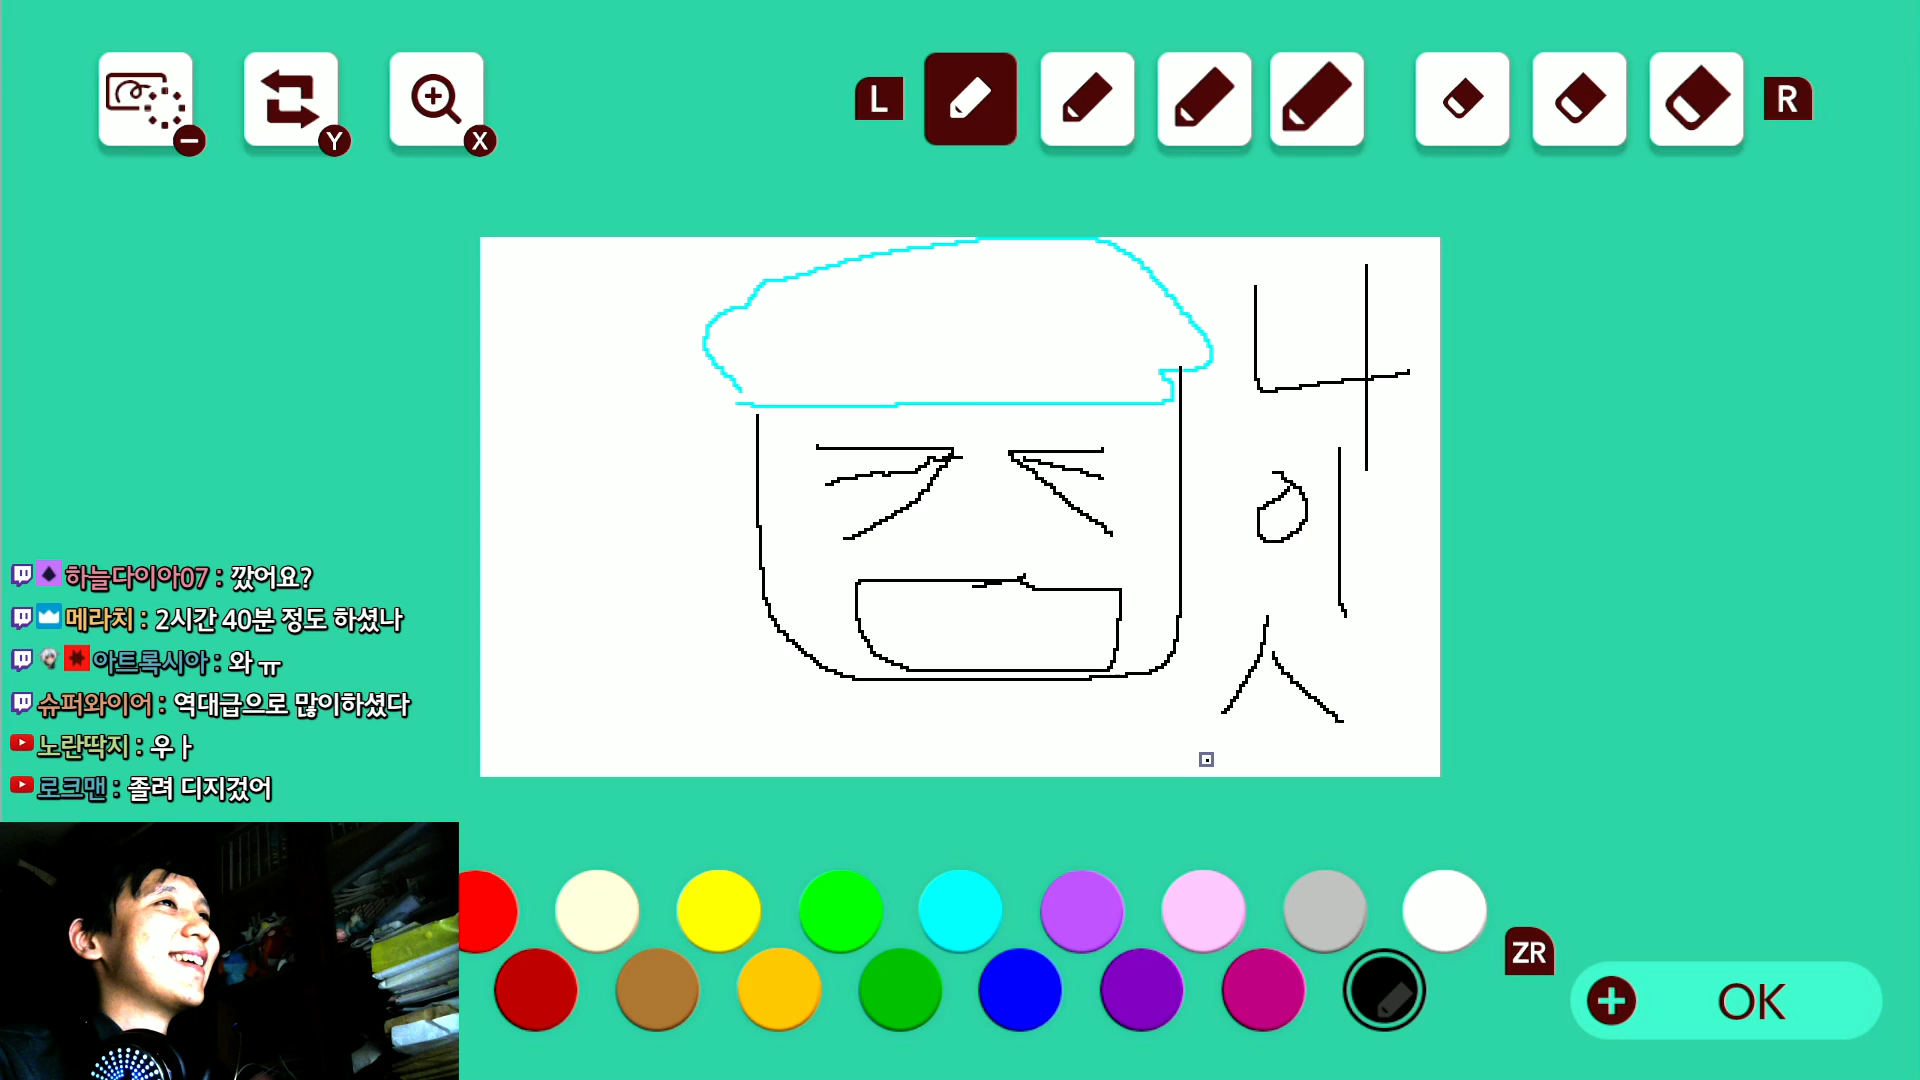 L
R
Y
X
하늘다이아07 : 깠어요?
메라치 : 2시간 40분 정도 하셨나
아트록시아 : 와 ㅠ
슈퍼와이어 : 역대급으로 많이하셨다
노란딱지 : 우ㅏ
로크맨 : 졸려 디지겄어
ZR
OK